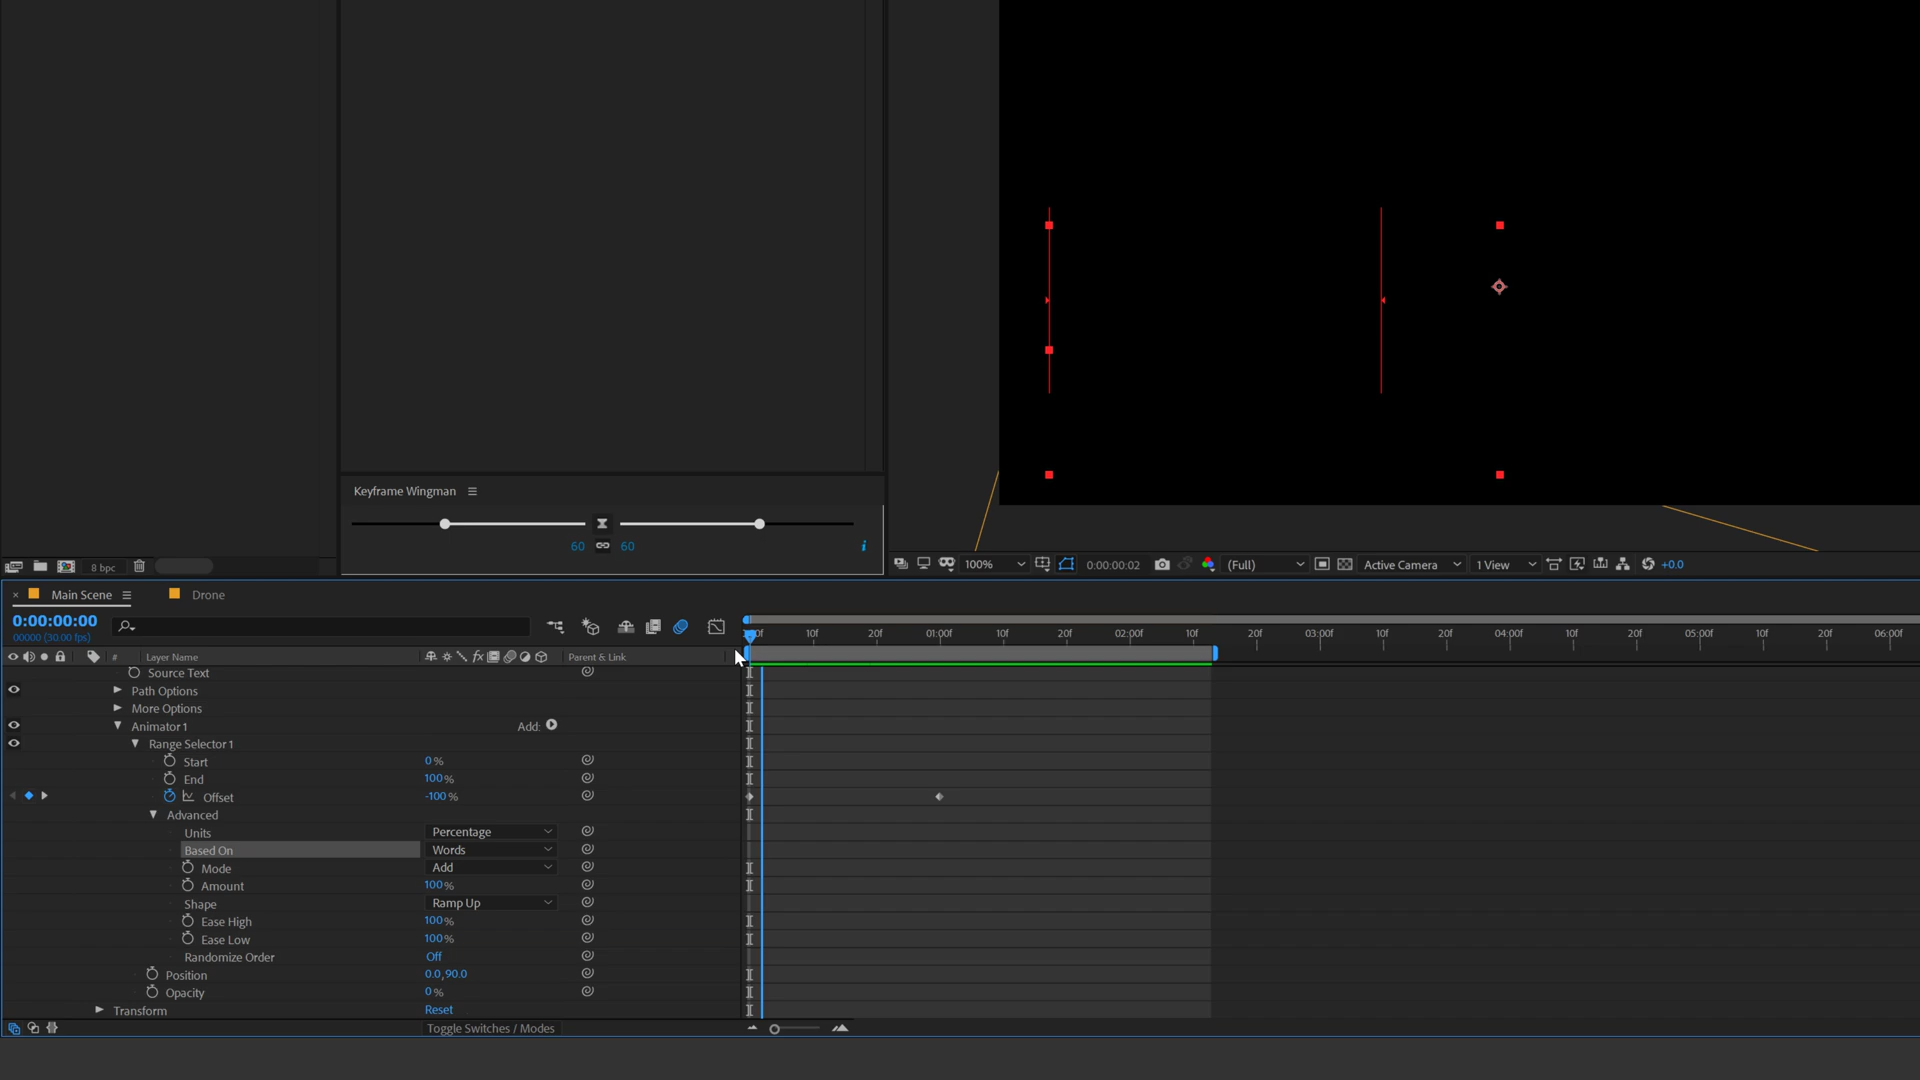 Keyframe Wingman
60 60
8 bpc
100% 0:00:00:02 (Full) Active Camera 1 View +0.0
Main Scene Drone
0:00:00:00
00000 (30.00 fps)
10f 20f 01:00f 10f 20f 02:00f 10f 20f 03:00f 10f 20f 04:00f 10f 20f 05:00f 10f 20f 06:00f
# Layer Name Parent & Link
Source Text
Path Options
More Options
Animator 1 Add:
Range Selector 1
Start 0 %
End 100 %
Offset -100 %
Advanced
Units Percentage
Based On Words
Mode Add
Amount 100 %
Shape Ramp Up
Ease High 100 %
Ease Low 100 %
Randomize Order Off
Position 0.0,90.0
Opacity 0 %
Transform Reset
Toggle Switches / Modes